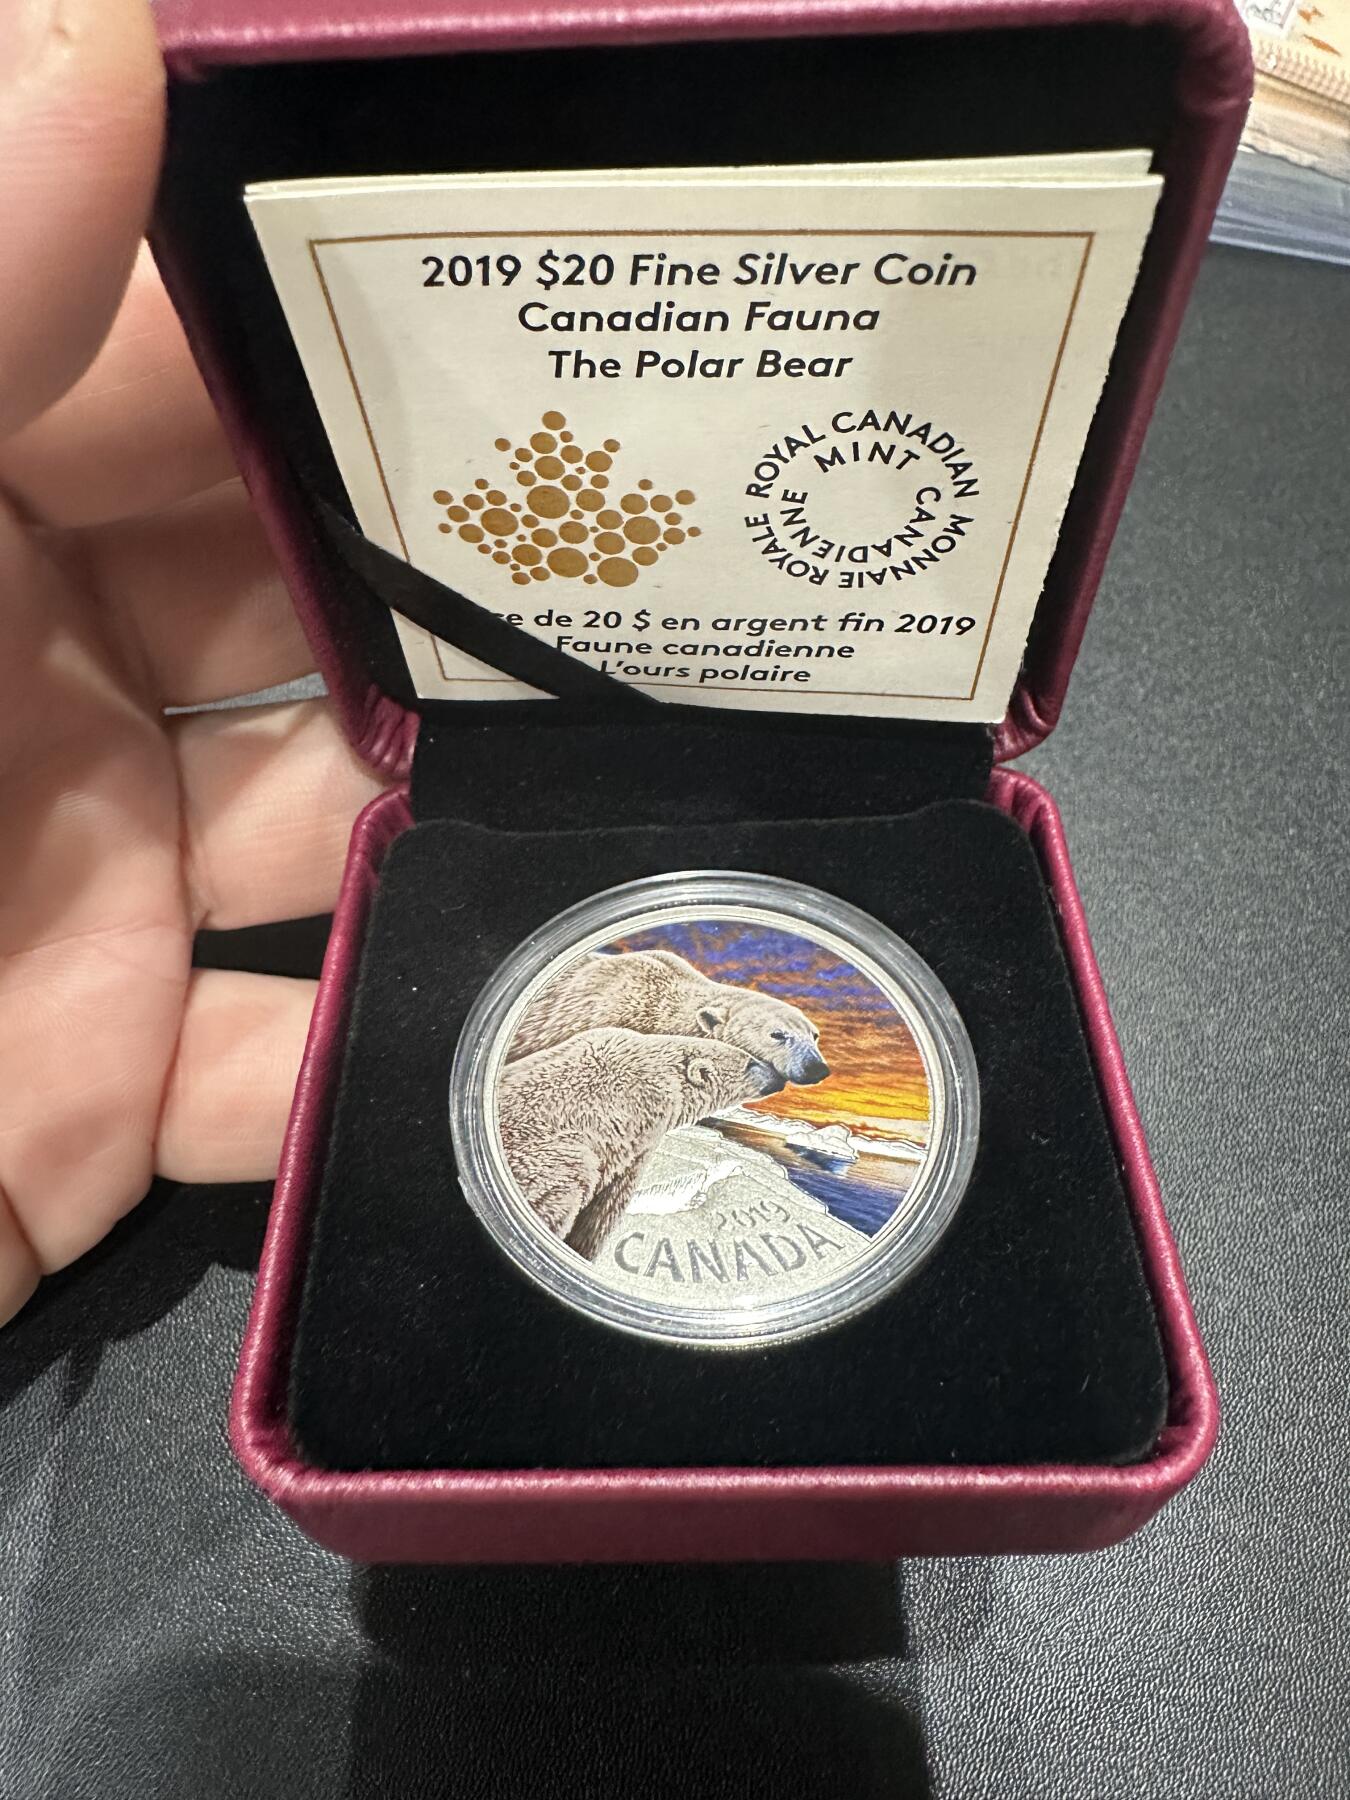 2019 $20 Fine Silver Coin
Canadian Fauna
The Polar Bear
ROYAL CANADIAN MINT
MONNAIE ROYALE CANADIENNE
de 20 $ en argent fin 2019
Faune canadienne
L'ours polaire
2019
CANADA